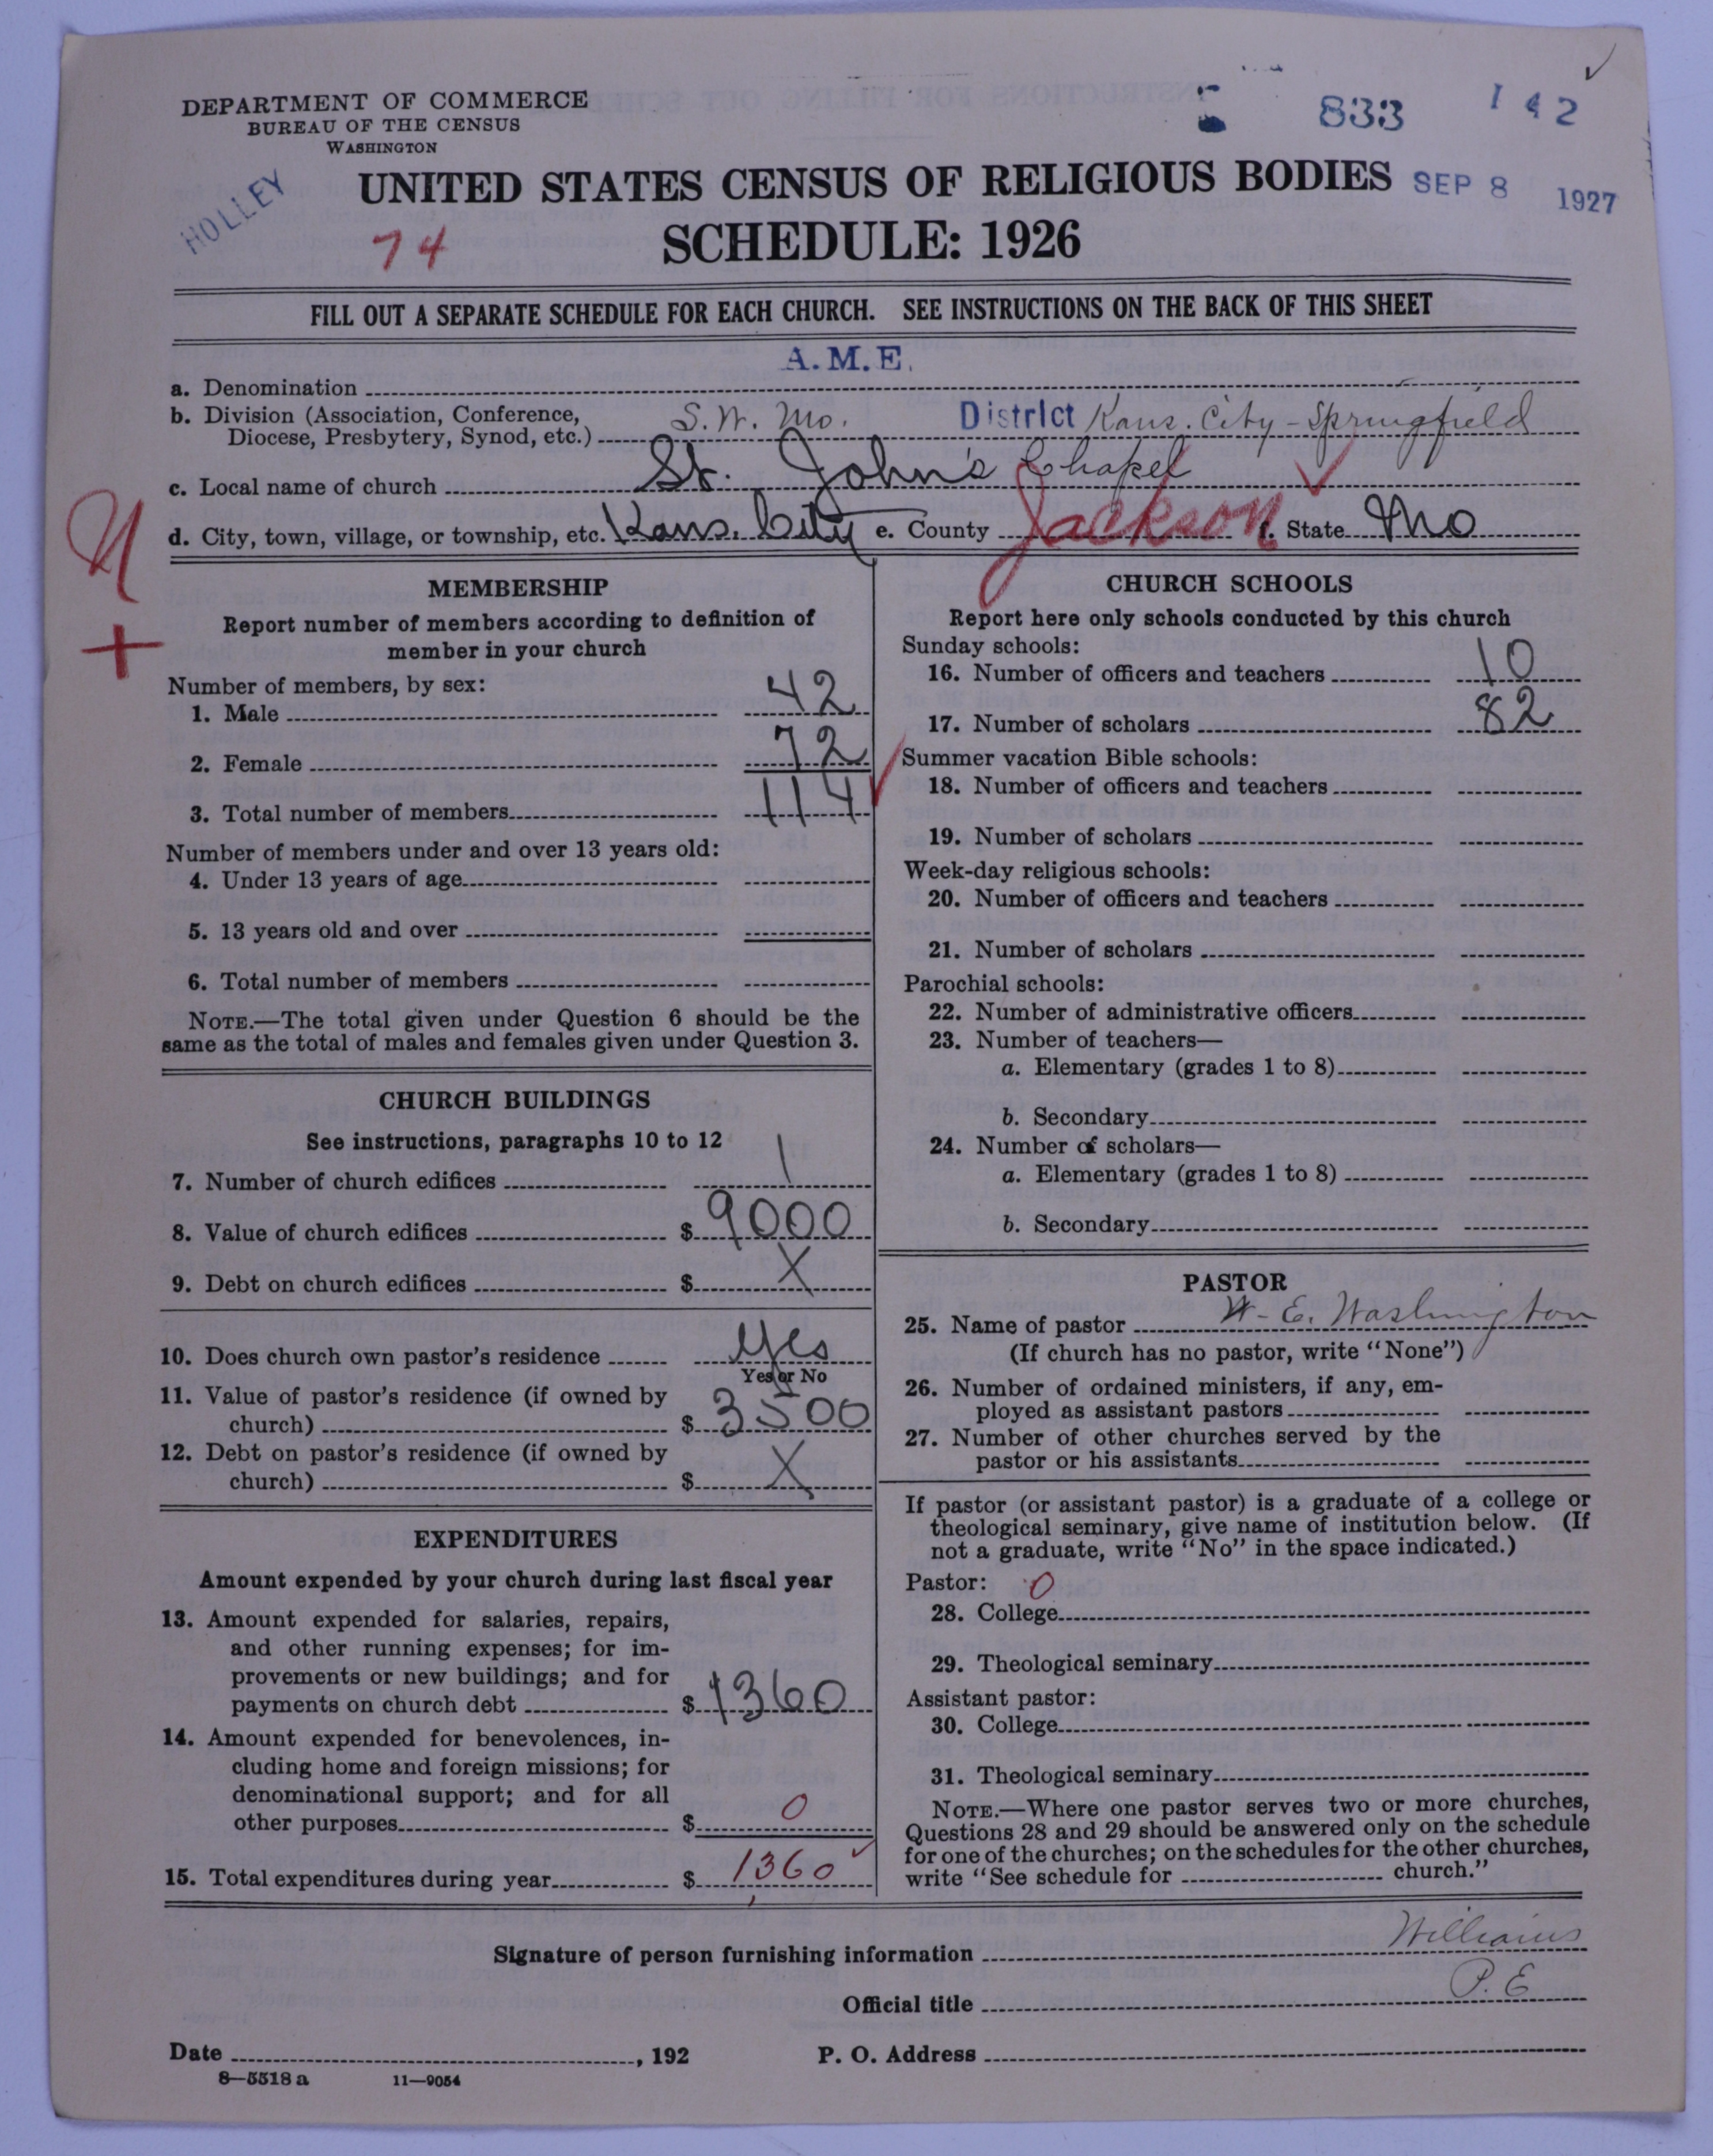 DEPARTMENT OF COMMERCE
BUREAU OF THE CENSUS
WASHINGTON
833 142
HOLLEY
UNITED STATES CENSUS OF RELIGIOUS BODIES
SEP 8 1927
74
SCHEDULE: 1926
FILL OUT A SEPARATE SCHEDULE FOR EACH CHURCH. SEE INSTRUCTIONS ON THE BACK OF THIS SHEET
a. Denomination A.M.E.
b. Division (Association, Conference, S.W. Mo. District Kans. City - Springfield
Diocese, Presbytery, Synod, etc.)
c. Local name of church St. John's Chapel
d. City, town, village, or township, etc. Kans. City e. County Jackson f. State Mo
MEMBERSHIP
Report number of members according to definition of
member in your church
Number of members, by sex:
1. Male 42
2. Female 72
3. Total number of members 114
Number of members under and over 13 years old:
4. Under 13 years of age
5. 13 years old and over
6. Total number of members
NOTE.—The total given under Question 6 should be the
same as the total of males and females given under Question 3.
CHURCH BUILDINGS
See instructions, paragraphs 10 to 12
7. Number of church edifices 1
8. Value of church edifices $ 9000
9. Debt on church edifices $ X
10. Does church own pastor's residence Yes
Yes or No
11. Value of pastor's residence (if owned by
church) $ 3500
12. Debt on pastor's residence (if owned by
church) $ X
EXPENDITURES
Amount expended by your church during last fiscal year
13. Amount expended for salaries, repairs,
and other running expenses; for im-
provements or new buildings; and for
payments on church debt $ 1360
14. Amount expended for benevolences, in-
cluding home and foreign missions; for
denominational support; and for all
other purposes $ 0
15. Total expenditures during year $ 1360
CHURCH SCHOOLS
Report here only schools conducted by this church
Sunday schools:
16. Number of officers and teachers 10
17. Number of scholars 82
Summer vacation Bible schools:
18. Number of officers and teachers
19. Number of scholars
Week-day religious schools:
20. Number of officers and teachers
21. Number of scholars
Parochial schools:
22. Number of administrative officers
23. Number of teachers—
a. Elementary (grades 1 to 8)
b. Secondary
24. Number of scholars—
a. Elementary (grades 1 to 8)
b. Secondary
PASTOR
25. Name of pastor W. E. Washington
(If church has no pastor, write "None")
26. Number of ordained ministers, if any, em-
ployed as assistant pastors
27. Number of other churches served by the
pastor or his assistants
If pastor (or assistant pastor) is a graduate of a college or
theological seminary, give name of institution below. (If
not a graduate, write "No" in the space indicated.)
Pastor: 0
28. College
29. Theological seminary
Assistant pastor:
30. College
31. Theological seminary
NOTE.—Where one pastor serves two or more churches,
Questions 28 and 29 should be answered only on the schedule
for one of the churches; on the schedules for the other churches,
write "See schedule for church."
Signature of person furnishing information Williams
Official title P. E
Date , 192 P. O. Address
8—5518 a 11—9054